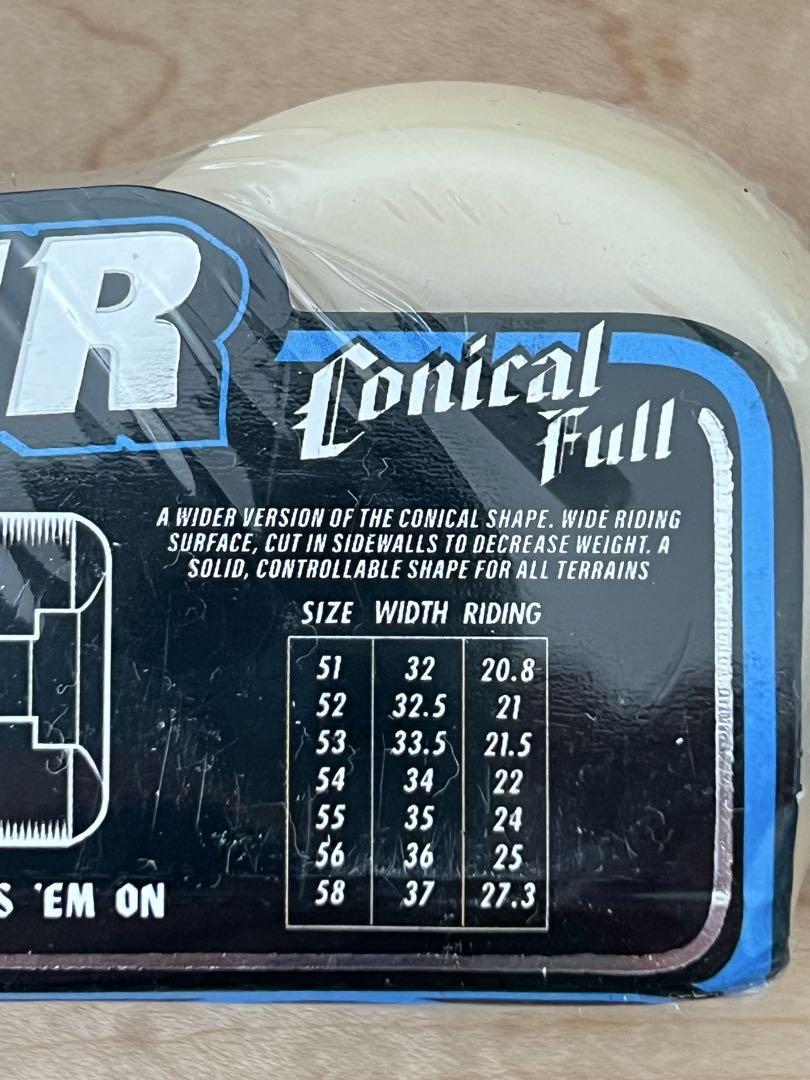 R
Conical
Full
A WIDER VERSION OF THE CONICAL SHAPE. WIDE RIDING
SURFACE, CUT IN SIDEWALLS TO DECREASE WEIGHT. A
SOLID, CONTROLLABLE SHAPE FOR ALL TERRAINS
SIZE WIDTH RIDING
51 32 20.8
52 32.5 21
53 33.5 21.5
54 34 22
55 35 24
56 36 25
58 37 27.3
S 'EM ON